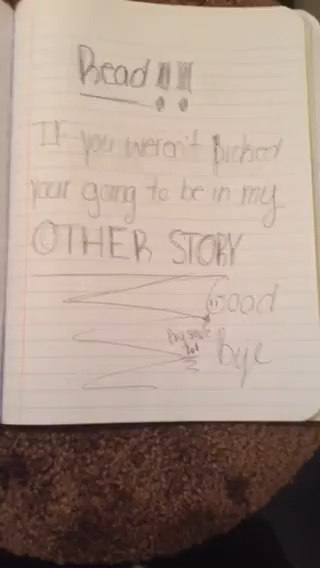 Read !!!
If you weren't picked
your going to be in my
OTHER STORY
Good
bye